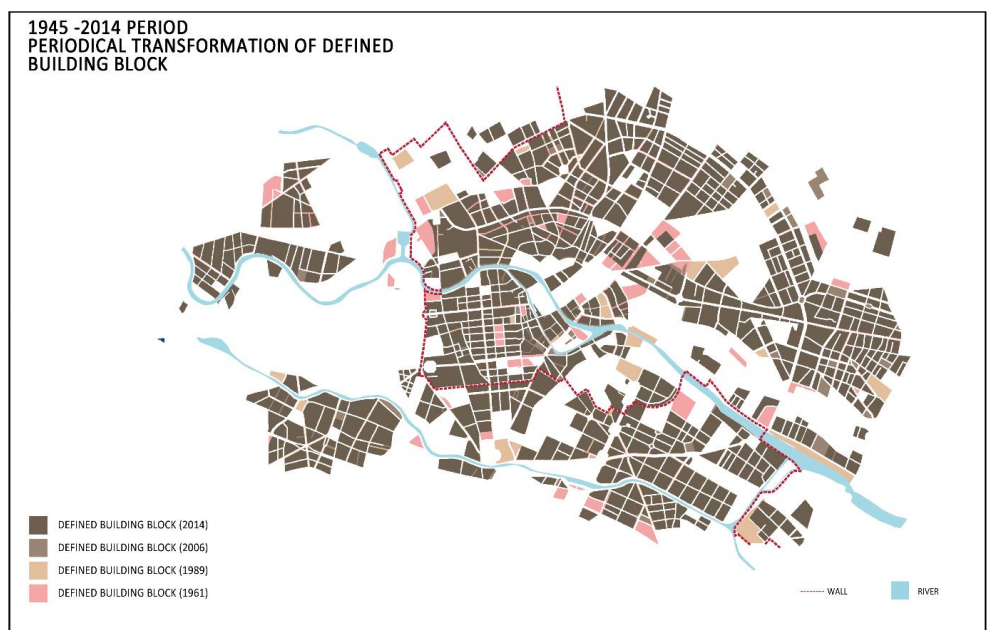 1945 -2014 PERIOD
PERIODICAL TRANSFORMATION OF DEFINED
BUILDING BLOCK
DEFINED BUILDING BLOCK (2014)
DEFINED BUILDING BLOCK (2006)
DEFINED BUILDING BLOCK (1989)
DEFINED BUILDING BLOCK (1961)
WALL
RIVER